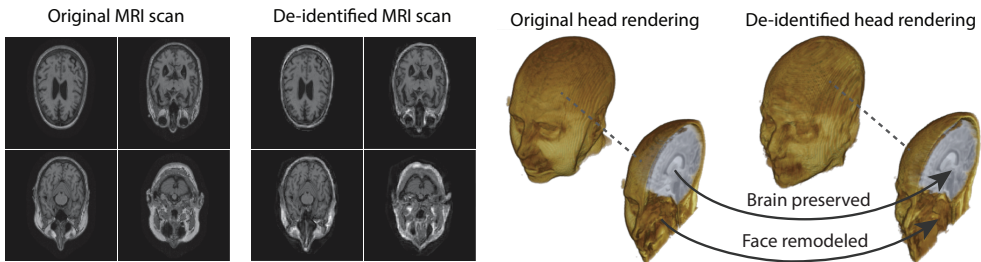 Original MRI scan
De-identified MRI scan
Original head rendering
De-identified head rendering
Brain preserved
Face remodeled